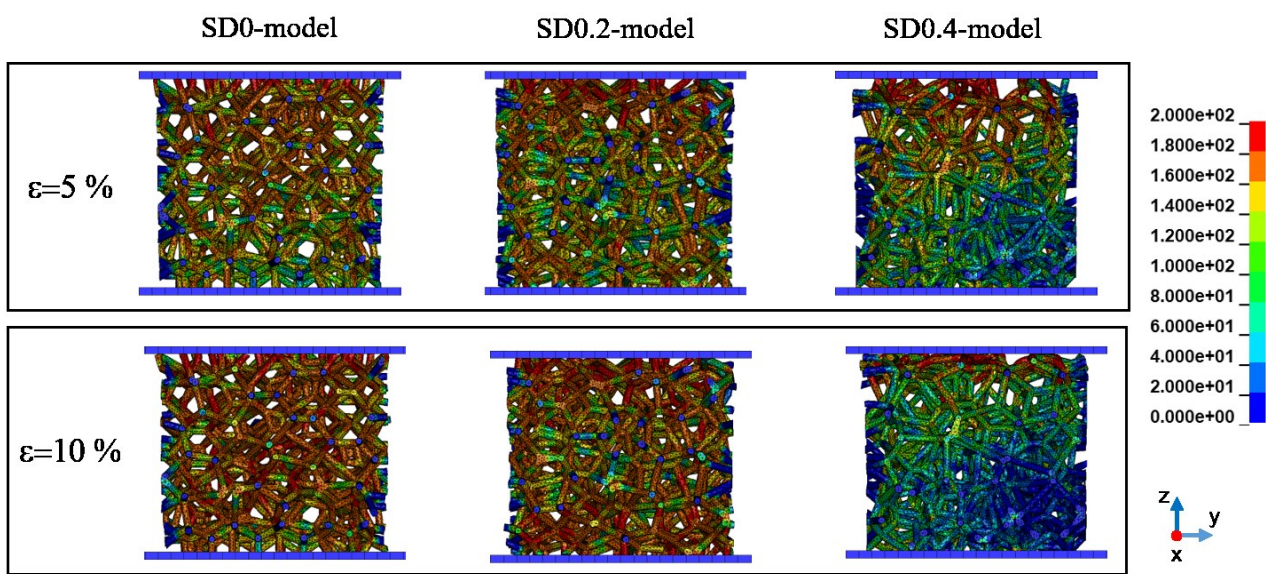 SD0-model
SD0.2-model
SD0.4-model
ε=5 %
2.000e+02
1.800e+02
1.600e+02
1.400e+02
1.200e+02
1.000e+02
8.000e+01
6.000e+01
4.000e+01
2.000e+01
0.000e+00
ε=10 %
z
y
x